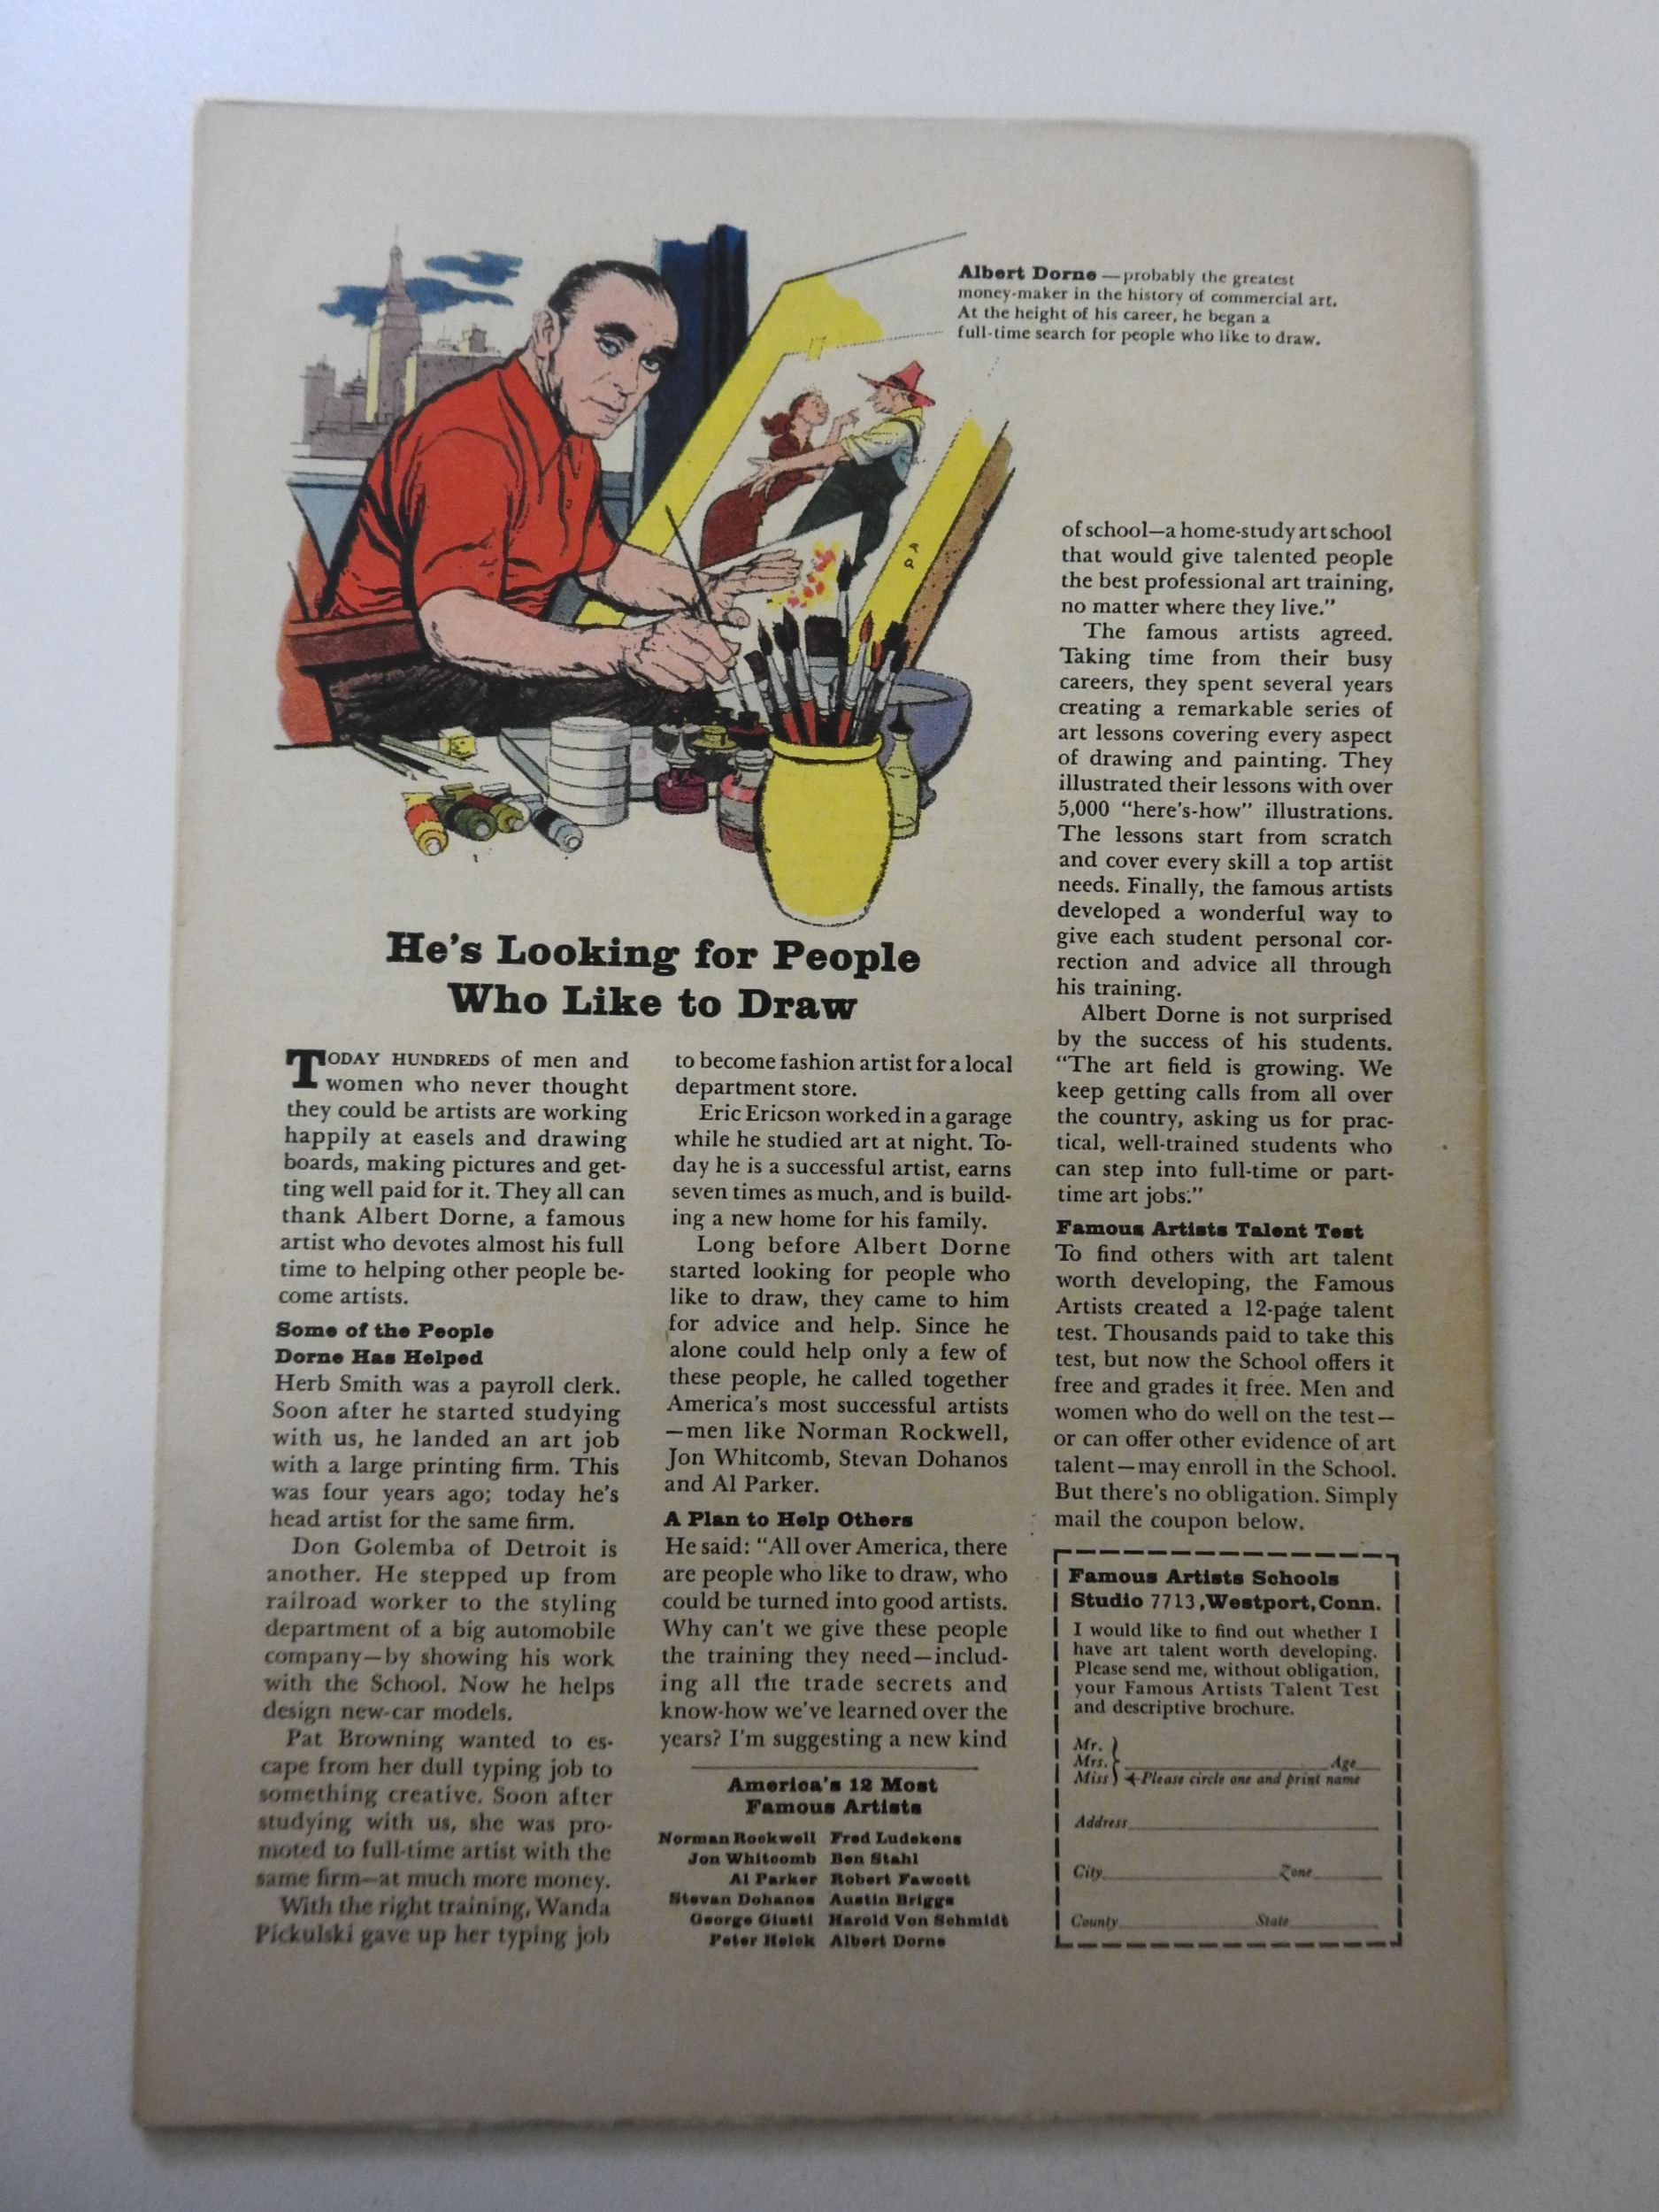 Albert Dorne — probably the greatest
money-maker in the history of commercial art.
At the height of his career, he began a
full-time search for people who like to draw.
He's Looking for People
Who Like to Draw
TODAY HUNDREDS of men and
women who never thought
they could be artists are working
happily at easels and drawing
boards, making pictures and get-
ting well paid for it. They all can
thank Albert Dorne, a famous
artist who devotes almost his full
time to helping other people be-
come artists.
Some of the People
Dorne Has Helped
Herb Smith was a payroll clerk.
Soon after he started studying
with us, he landed an art job
with a large printing firm. This
was four years ago; today he's
head artist for the same firm.
Don Golemba of Detroit is
another. He stepped up from
railroad worker to the styling
department of a big automobile
company—by showing his work
with the School. Now he helps
design new-car models.
Pat Browning wanted to es-
cape from her dull typing job to
something creative. Soon after
studying with us, she was pro-
moted to full-time artist with the
same firm—at much more money.
With the right training, Wanda
Pickulski gave up her typing job
to become fashion artist for a local
department store.
Eric Ericson worked in a garage
while he studied art at night. To-
day he is a successful artist, earns
seven times as much, and is build-
ing a new home for his family.
Long before Albert Dorne
started looking for people who
like to draw, they came to him
for advice and help. Since he
alone could help only a few of
these people, he called together
America's most successful artists
—men like Norman Rockwell,
Jon Whitcomb, Stevan Dohanos
and Al Parker.
A Plan to Help Others
He said: “All over America, there
are people who like to draw, who
could be turned into good artists.
Why can't we give these people
the training they need—includ-
ing all the trade secrets and
know-how we've learned over the
years? I'm suggesting a new kind
America's 12 Most
Famous Artists
Norman Rockwell Fred Ludekens
Jon Whitcomb Ben Stahl
Al Parker Robert Fawcett
Stevan Dohanos Austin Briggs
George Giusti Harold Von Schmidt
Peter Helck Albert Dorne
of school—a home-study art school
that would give talented people
the best professional art training,
no matter where they live.”
The famous artists agreed.
Taking time from their busy
careers, they spent several years
creating a remarkable series of
art lessons covering every aspect
of drawing and painting. They
illustrated their lessons with over
5,000 “here's-how” illustrations.
The lessons start from scratch
and cover every skill a top artist
needs. Finally, the famous artists
developed a wonderful way to
give each student personal cor-
rection and advice all through
his training.
Albert Dorne is not surprised
by the success of his students.
“The art field is growing. We
keep getting calls from all over
the country, asking us for prac-
tical, well-trained students who
can step into full-time or part-
time art jobs.”
Famous Artists Talent Test
To find others with art talent
worth developing, the Famous
Artists created a 12-page talent
test. Thousands paid to take this
test, but now the School offers it
free and grades it free. Men and
women who do well on the test—
or can offer other evidence of art
talent—may enroll in the School.
But there's no obligation. Simply
mail the coupon below.
Famous Artists Schools
Studio 7713, Westport, Conn.
I would like to find out whether I
have art talent worth developing.
Please send me, without obligation,
your Famous Artists Talent Test
and descriptive brochure.
Mr.
Mrs. Age
Miss ←Please circle one and print name
Address
City Zone
County State